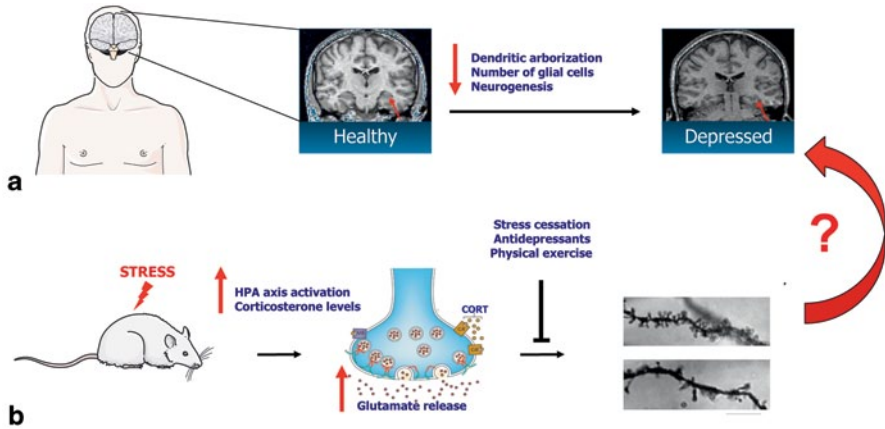 Dendritic arborization
Number of glial cells
Neurogenesis
Healthy
Depressed
a
?
STRESS
HPA axis activation
Corticosterone levels
CORT
Glutamate release
Stress cessation
Antidepressants
Physical exercise
b